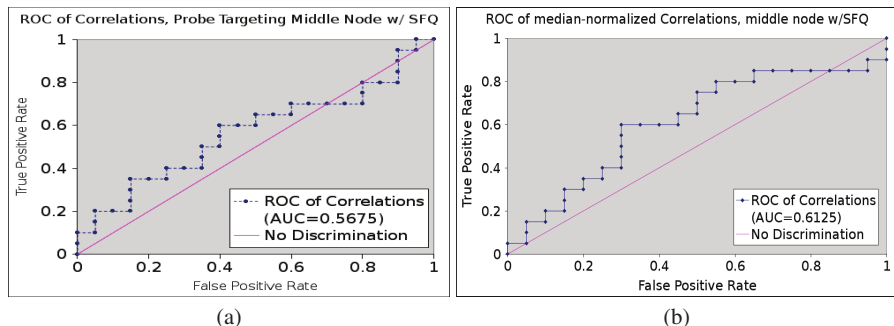 ROC of Correlations, Probe Targeting Middle Node w/ SFQ
1
0.8
0.6
0.4
0.2
0
True Positive Rate
0 0.2 0.4 0.6 0.8 1
False Positive Rate
ROC of Correlations
(AUC=0.5675)
No Discrimination
(a)
ROC of median-normalized Correlations, middle node w/SFQ
1
0.8
0.6
0.4
0.2
0
True Positive Rate
0 0.2 0.4 0.6 0.8 1
False Positive Rate
ROC of Correlations
(AUC=0.6125)
No Discrimination
(b)